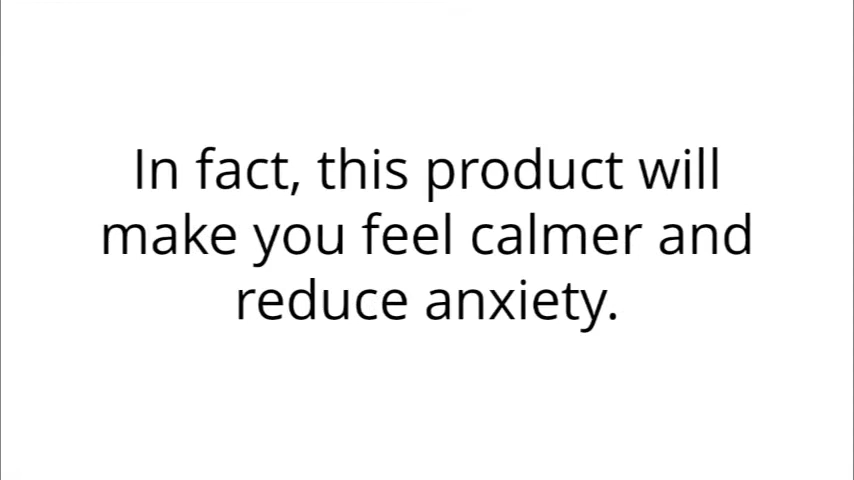 In fact, this product will
make you feel calmer and
reduce anxiety.